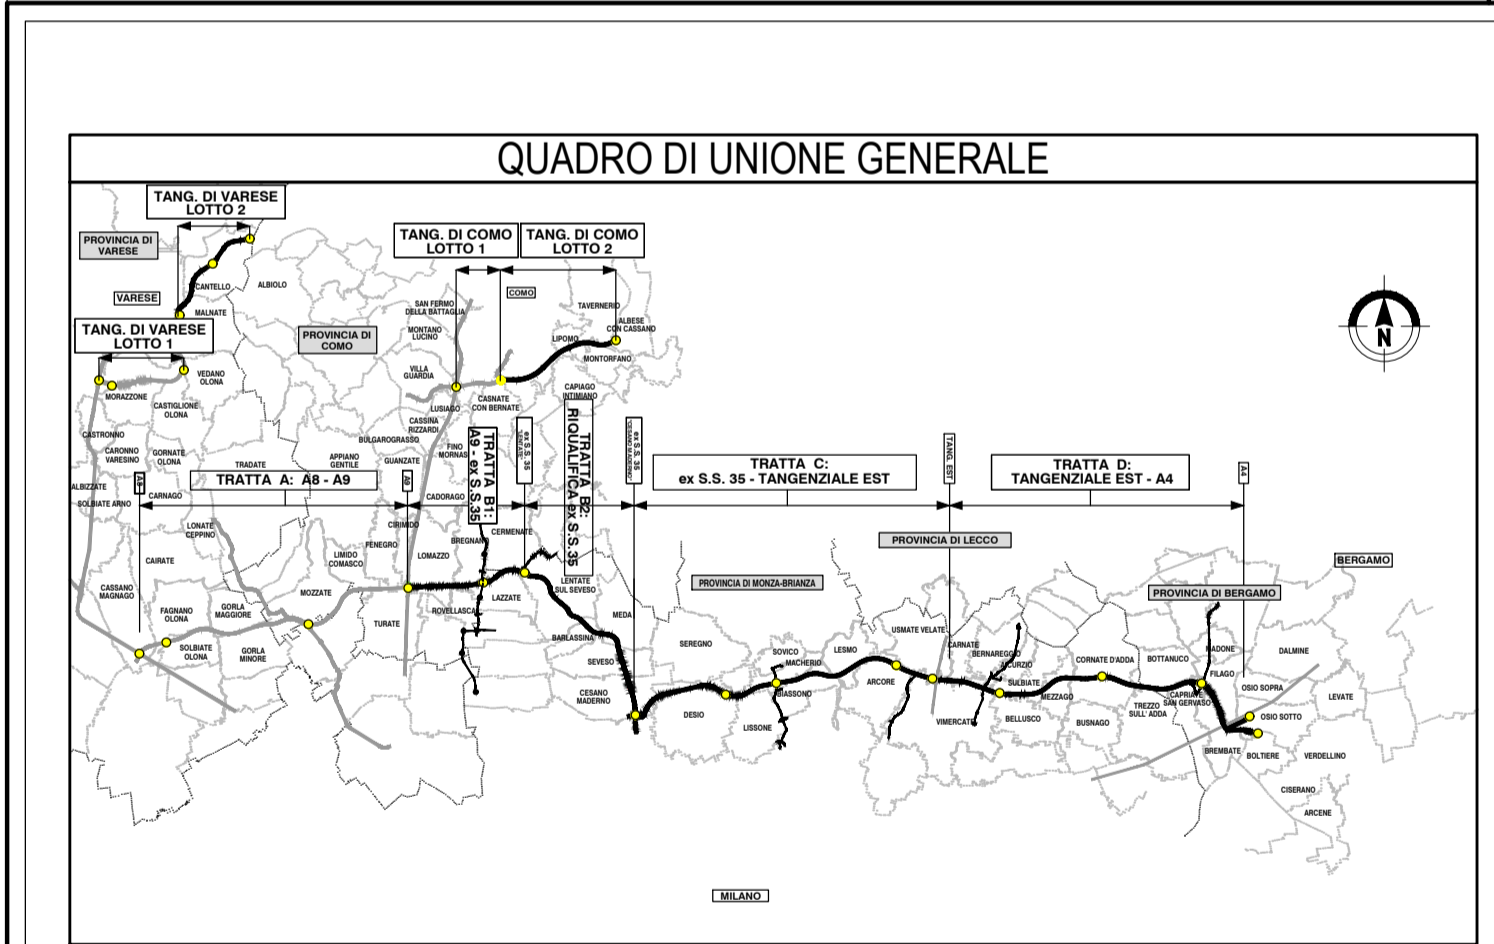 QUADRO DI UNIONE GENERALE
TANG. DI VARESE
LOTTO 2
PROVINCIA DI
VARESE
TANG. DI COMO
LOTTO 1
TANG. DI COMO
LOTTO 2
CANTELLO
ALBIOLO
VARESE
MALNATE
COMO
SAN FERMO
DELLA BATTAGLIA
TAVERNERIO
ALBESE
CON CASSANO
TANG. DI VARESE
LOTTO 1
PROVINCIA DI
COMO
MONTANO
LUCINO
LIPOMO
MONTORFANO
N
VILLA
GUARDIA
VEDANO
OLONA
MORAZZONE
CASTIGLIONE
OLONA
CAPIAGO
INTIMIANO
CASNATE
CON BERNATE
LUSIAGO
CASSINA
RIZZARDI
BULGAROGRASSO
CASTRONNO
CARONNO
VARESINO
GORNATE
OLONA
FINO
MORNAS
TRATTA B1:
A9 - ex S.S.35
ex S.S. 35
"LENTATE"
TRATTA B2:
RIQUALIFICA ex S.S.35
ex S.S. 35
"CESANO MADERNO"
TANG. EST
A4
TRADATE
APPIANO
GENTILE
GUANZATE
TRATTA A: A8 - A9
A8
A9
TRATTA C:
ex S.S. 35 - TANGENZIALE EST
TRATTA D:
TANGENZIALE EST - A4
ALBIZZATE
SOLBIATE ARNO
CARNAGO
CADORAGO
LONATE
CEPPINO
CIRIMIDO
FENEGRO
CERMENATE
BREGNANO
LIMIDO
COMASCO
LOMAZZO
PROVINCIA DI LECCO
BERGAMO
CAIRATE
CASSANO
MAGNAGO
MOZZATE
LENTATE
SUL SEVESO
LAZZATE
PROVINCIA DI MONZA-BRIANZA
PROVINCIA DI BERGAMO
FAGNANO
OLONA
GORLA
MAGGIORE
ROVELLASCA
TURATE
MEDA
BARLASSINA
SEREGNO
USMATE VELATE
CARNATE
BERNAREGGIO
AICURZIO
SOLBIATE
OLONA
GORLA
MINORE
SEVESO
SOVICO
MACHERIO
LESMO
CORNATE D'ADDA
BOTTANUCO
MADONE
DALMINE
FILAGO
CESANO
MADERNO
BIASSONO
ARCORE
SULBIATE
MEZZAGO
CAPRIATE
SAN GERVASO
OSIO SOPRA
LEVATE
DESIO
LISSONE
VIMERCATE
BELLUSCO
BUSNAGO
TREZZO
SULL' ADDA
OSIO SOTTO
BREMBATE
BOLTIERE
VERDELLINO
CISERANO
ARCENE
MILANO